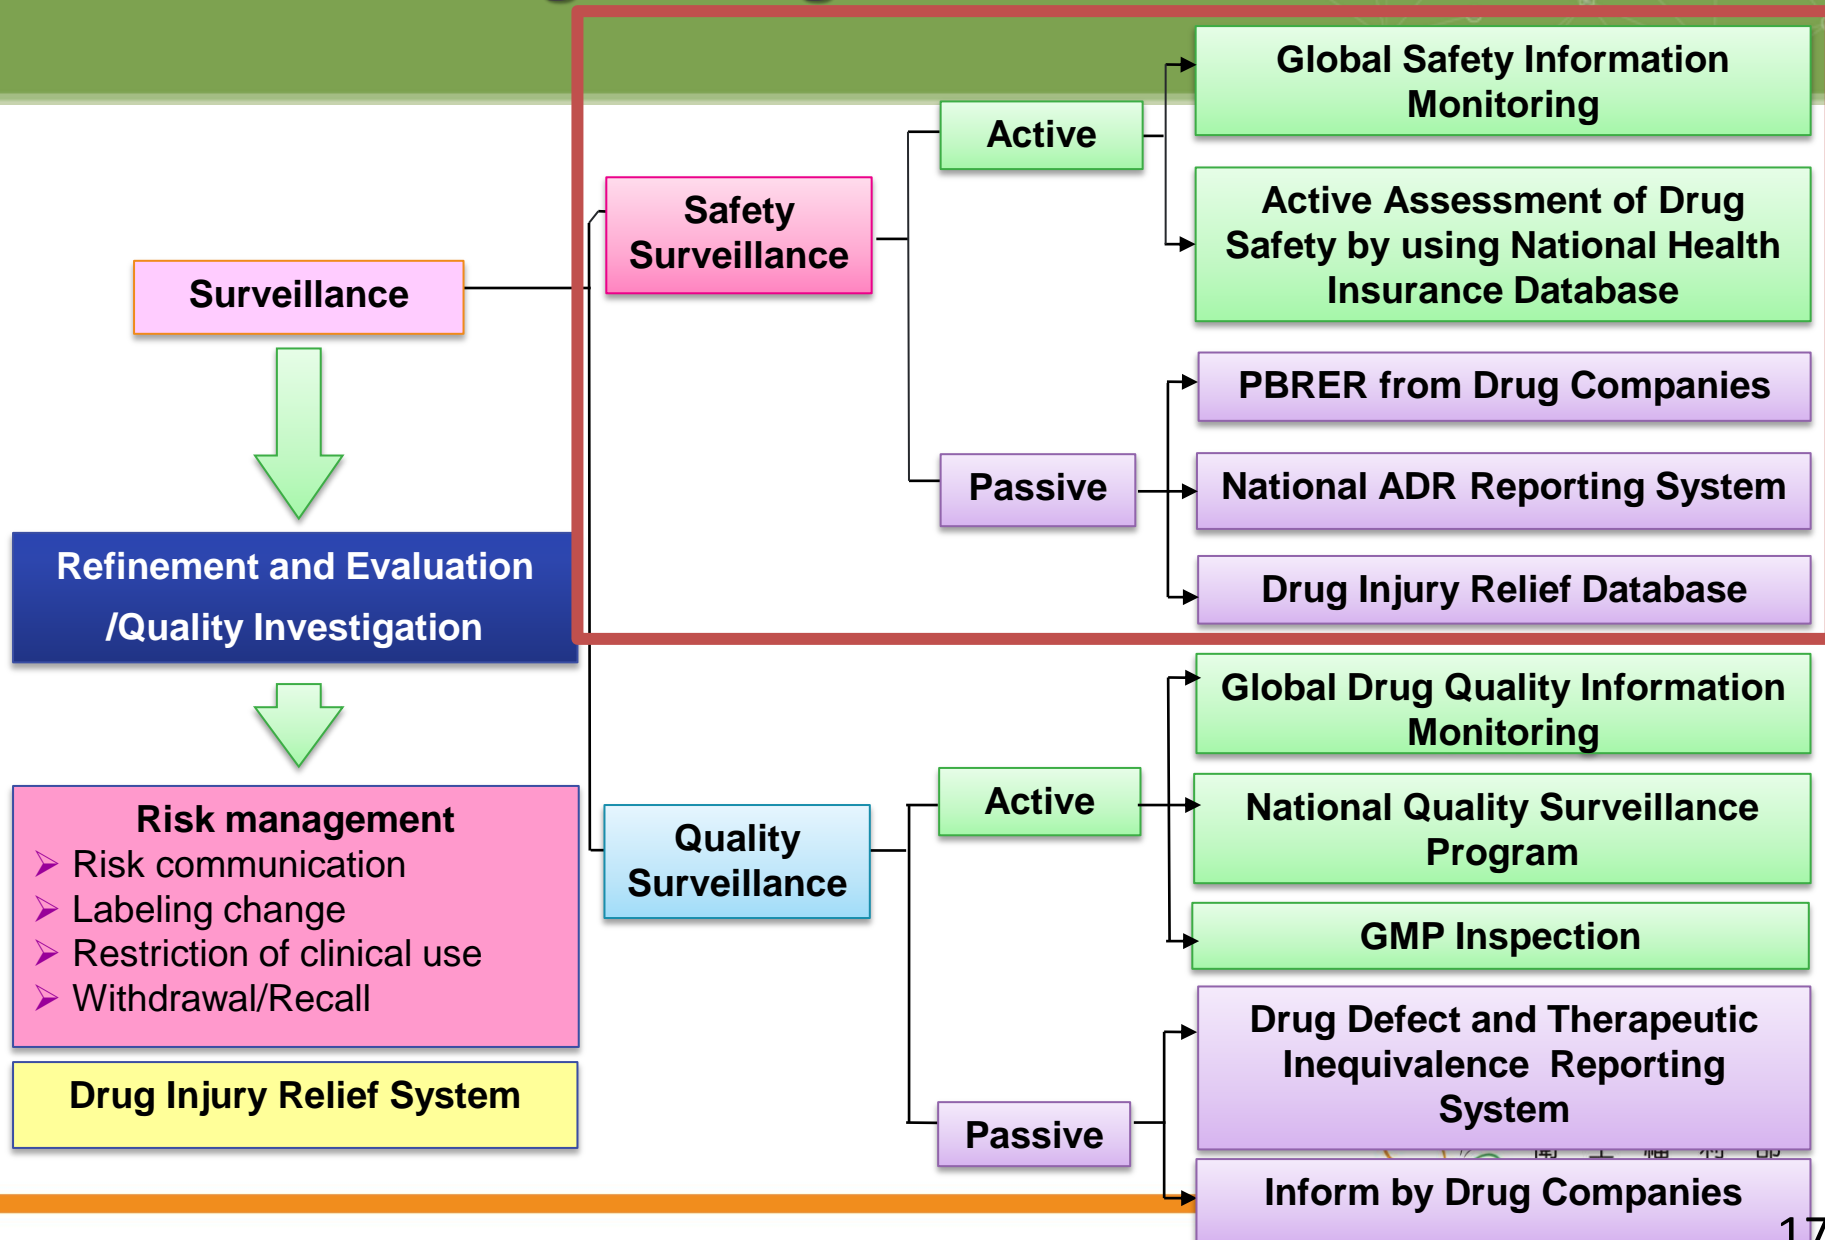 Global Safety Information
Monitoring
Active
Active Assessment of Drug
Safety by using National Health
Insurance Database
Safety
Surveillance
Surveillance
PBRER from Drug Companies
Passive
National ADR Reporting System
Drug Injury Relief Database
Refinement and Evaluation
/Quality Investigation
Global Drug Quality Information
Monitoring
Active
National Quality Surveillance
Program
Quality
Surveillance
GMP Inspection
Risk management
Risk communication
Labeling change
Restriction of clinical use
Withdrawal/Recall
Drug Injury Relief System
Drug Defect and Therapeutic
Inequivalence Reporting
System
Passive
Inform by Drug Companies
17